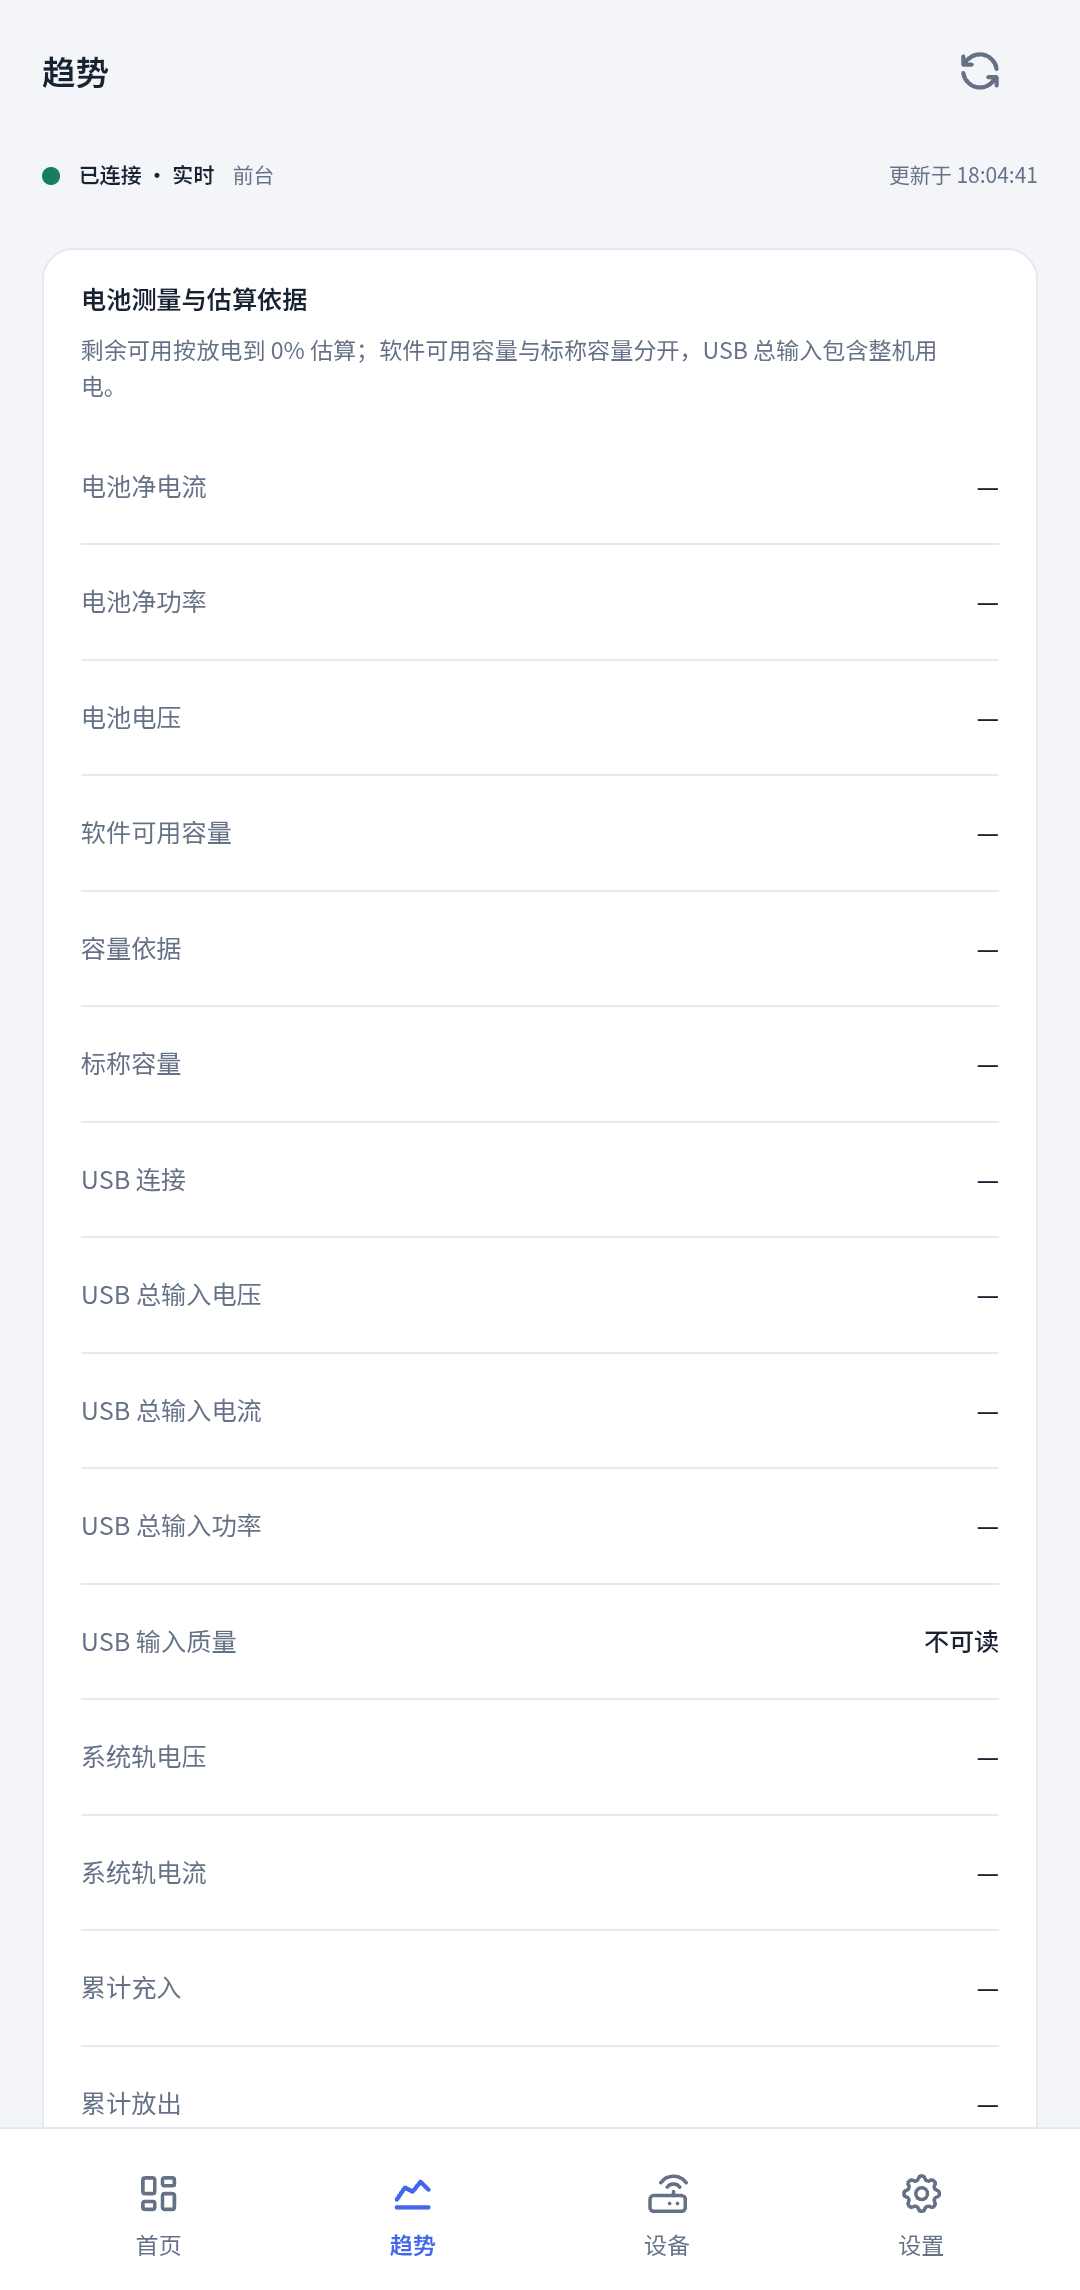 趋势
已连接 · 实时 前台 更新于 18:04:41
电池测量与估算依据
剩余可用按放电到 0% 估算；软件可用容量与标称容量分开，USB 总输入包含整机用
电。
电池净电流 —
电池净功率 —
电池电压 —
软件可用容量 —
容量依据 —
标称容量 —
USB 连接 —
USB 总输入电压 —
USB 总输入电流 —
USB 总输入功率 —
USB 输入质量 不可读
系统轨电压 —
系统轨电流 —
累计充入 —
累计放出 —
首页 趋势 设备 设置